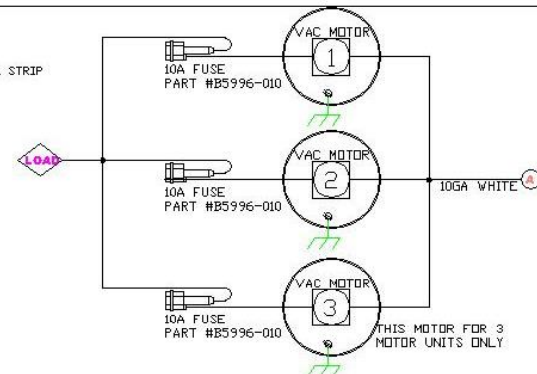 VAC MOTOR
1
STRIP
10A FUSE
PART #B5996-010
LOAD
VAC MOTOR
2
10GA WHITE
A
10A FUSE
PART #B5996-010
VAC MOTOR
3
10A FUSE
PART #B5996-010
THIS MOTOR FOR 3
MOTOR UNITS ONLY